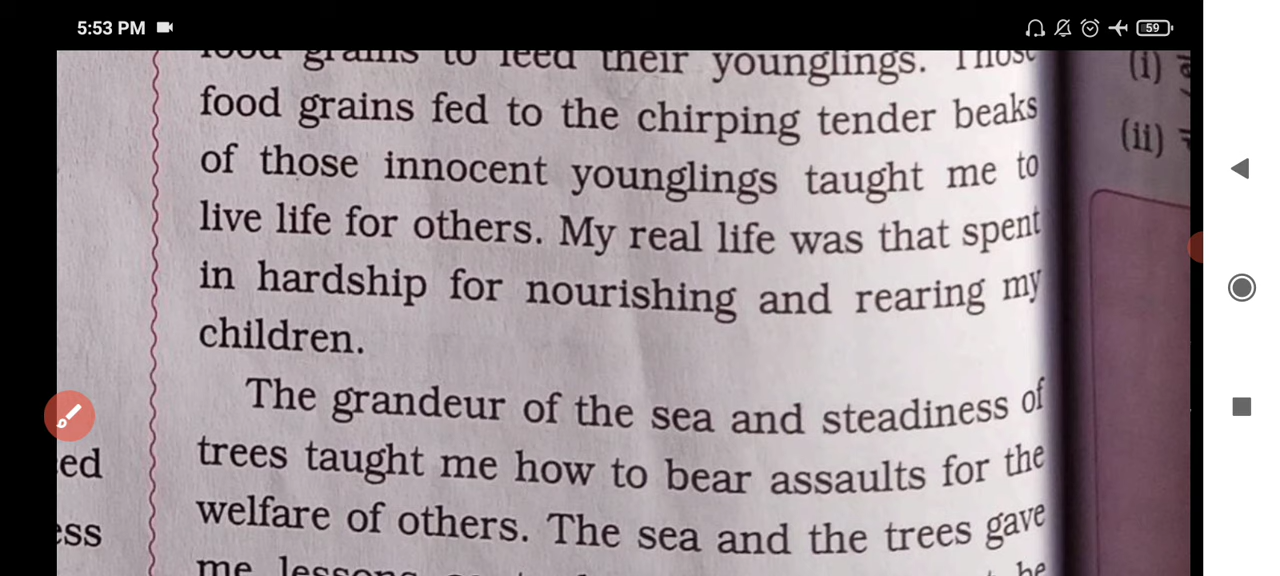 5:53 PM
59
food grains to feed their younglings. Those
food grains fed to the chirping tender beaks
of those innocent younglings taught me to
live life for others. My real life was that spent
in hardship for nourishing and rearing my
children.
The grandeur of the sea and steadiness of
trees taught me how to bear assaults for the
welfare of others. The sea and the trees gave
me lessons be
ed
ess
(i)
(ii)